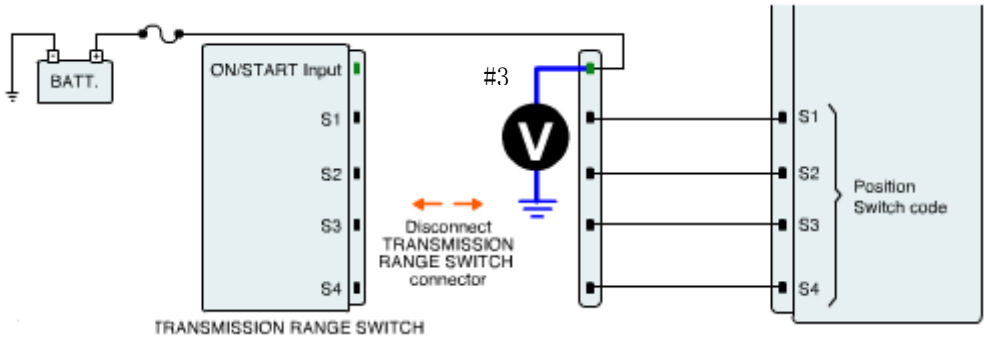 - +
BATT.
ON/START Input
S1
S2
S3
S4
TRANSMISSION RANGE SWITCH
Disconnect
TRANSMISSION
RANGE SWITCH
connector
#3
V
S1
S2
S3
S4
Position
Switch code